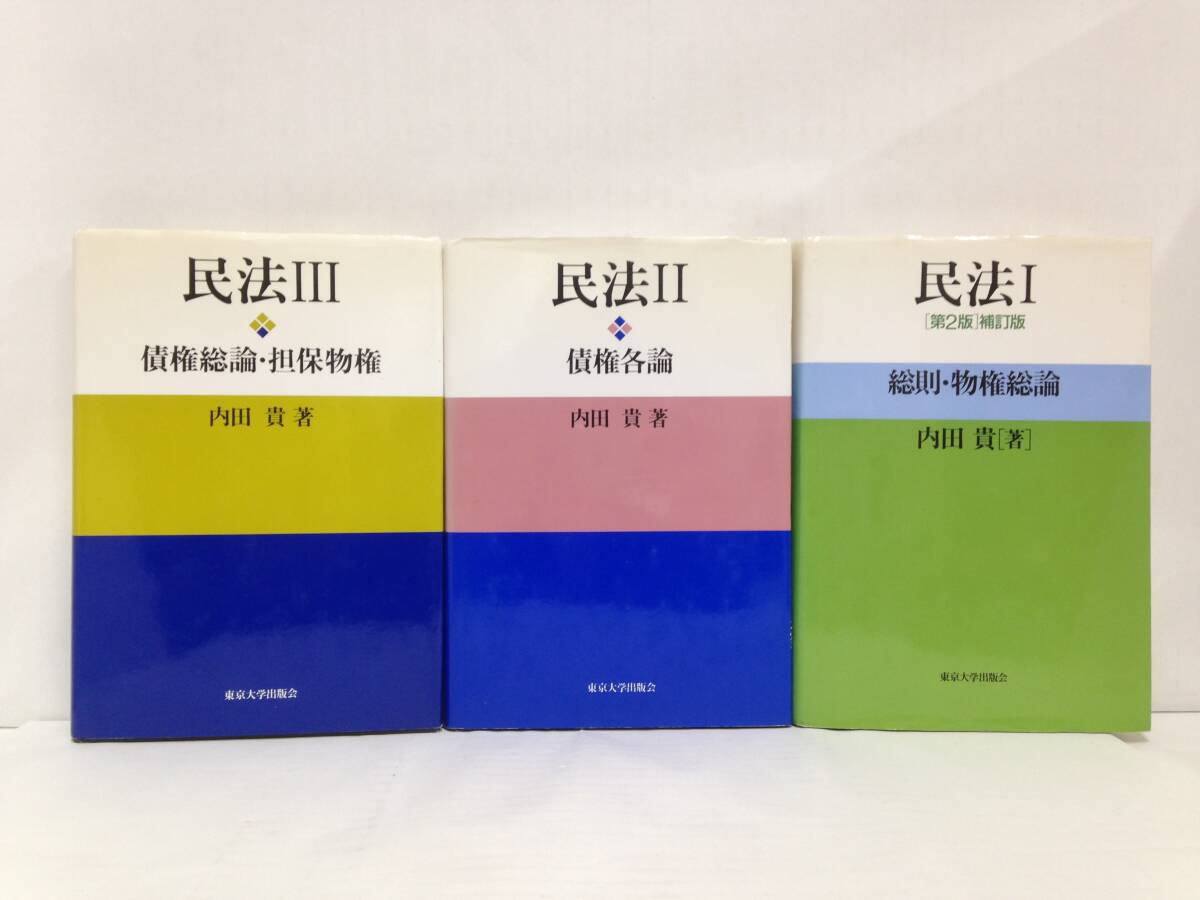 民法III
債権総論・担保物権
内田 貴 著
東京大学出版会
民法II
債権各論
内田 貴 著
東京大学出版会
民法I
[第2版]補訂版
総則・物権総論
内田 貴[著]
東京大学出版会